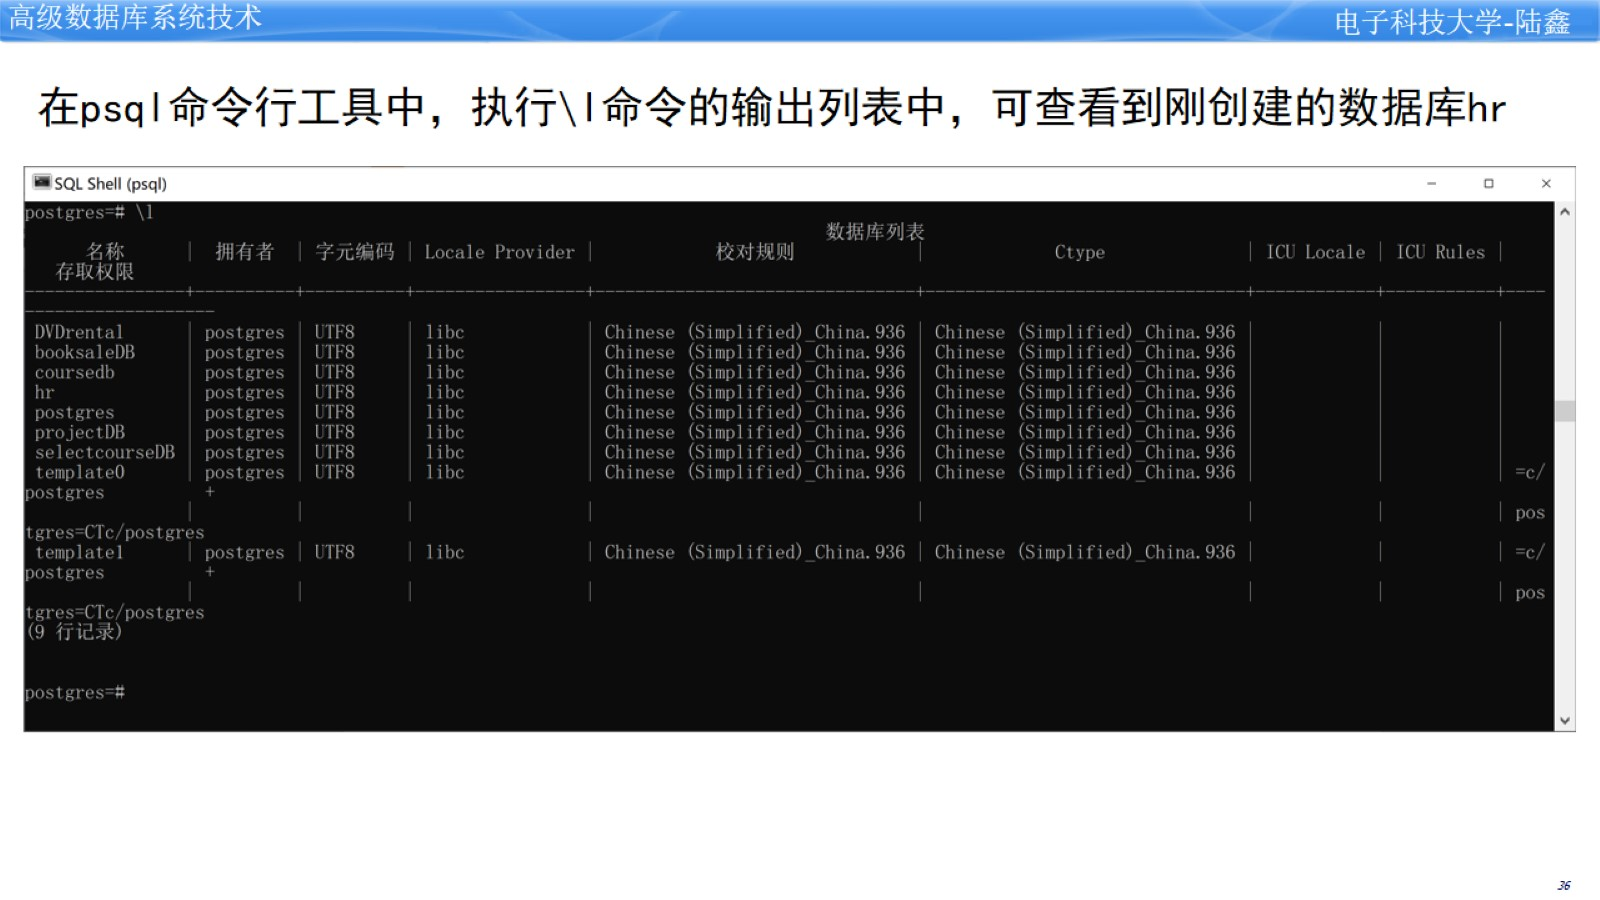 高级数据库系统技术
电子科技大学-陆鑫
在psql命令行工具中，执行\l命令的输出列表中，可查看到刚创建的数据库hr
SQL Shell (psql)
postgres=# \l
数据库列表
名称 | 拥有者 | 字元编码 | Locale Provider | 校对规则 | Ctype | ICU Locale | ICU Rules |
存取权限
DVDrental | postgres | UTF8 | libc | Chinese (Simplified)_China.936 | Chinese (Simplified)_China.936 | | |
booksaleDB | postgres | UTF8 | libc | Chinese (Simplified)_China.936 | Chinese (Simplified)_China.936 | | |
coursedb | postgres | UTF8 | libc | Chinese (Simplified)_China.936 | Chinese (Simplified)_China.936 | | |
hr | postgres | UTF8 | libc | Chinese (Simplified)_China.936 | Chinese (Simplified)_China.936 | | |
postgres | postgres | UTF8 | libc | Chinese (Simplified)_China.936 | Chinese (Simplified)_China.936 | | |
projectDB | postgres | UTF8 | libc | Chinese (Simplified)_China.936 | Chinese (Simplified)_China.936 | | |
selectcourseDB | postgres | UTF8 | libc | Chinese (Simplified)_China.936 | Chinese (Simplified)_China.936 | | |
template0 | postgres | UTF8 | libc | Chinese (Simplified)_China.936 | Chinese (Simplified)_China.936 | | | =c/
postgres +
| | | | | | | | pos
tgres=CTc/postgres
template1 | postgres | UTF8 | libc | Chinese (Simplified)_China.936 | Chinese (Simplified)_China.936 | | | =c/
postgres +
| | | | | | | | pos
tgres=CTc/postgres
(9 行记录)
postgres=#
36